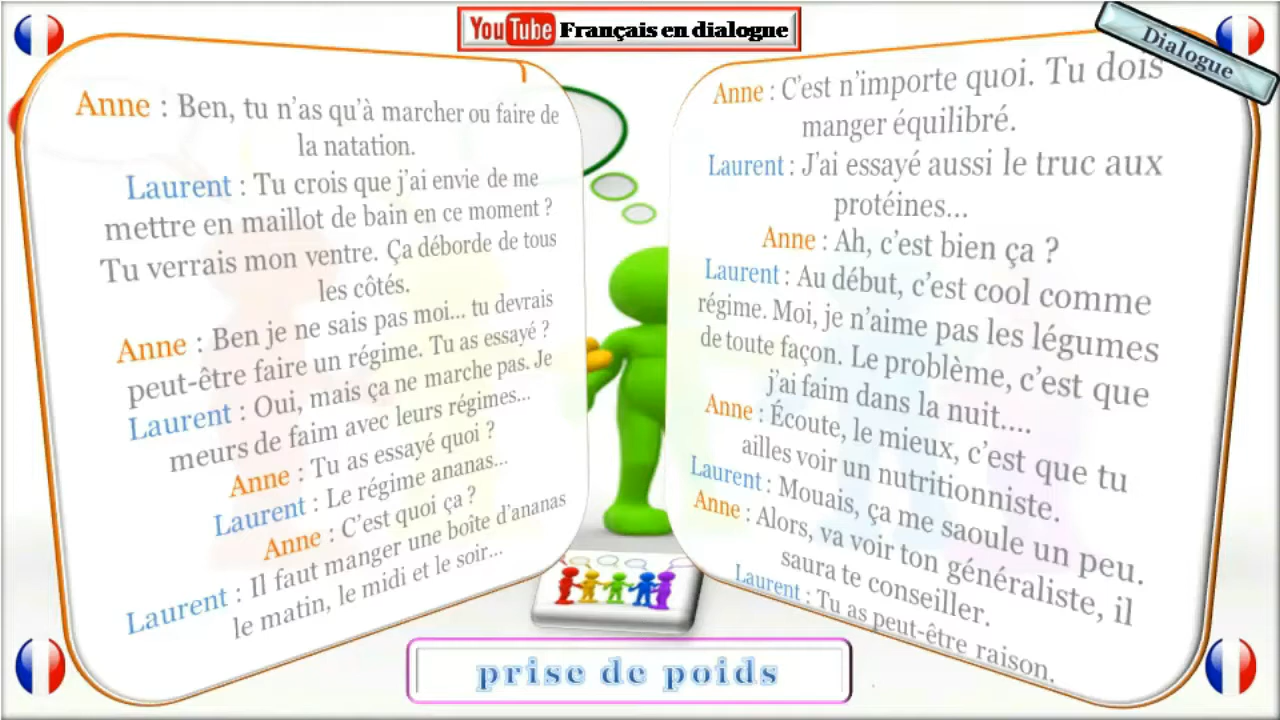 YouTube Français en dialogue
Dialogue
Anne : Ben, tu n'as qu'à marcher ou faire de
la natation.
Laurent : Tu crois que j'ai envie de me
mettre en maillot de bain en ce moment ?
Tu verrais mon ventre. Ça déborde de tous
les côtés.
Anne : Ben je ne sais pas moi... tu devrais
peut-être faire un régime. Tu as essayé ?
Laurent : Oui, mais ça ne marche pas. Je
meurs de faim avec leurs régimes...
Anne : Tu as essayé quoi ?
Laurent : Le régime ananas...
Anne : C'est quoi ça ?
Laurent : Il faut manger une boîte d'ananas
le matin, le midi et le soir...
Anne : C'est n'importe quoi. Tu dois
manger équilibré.
Laurent : J'ai essayé aussi le truc aux
protéines...
Anne : Ah, c'est bien ça ?
Laurent : Au début, c'est cool comme
régime. Moi, je n'aime pas les légumes
de toute façon. Le problème, c'est que
j'ai faim dans la nuit....
Anne : Écoute, le mieux, c'est que tu
ailles voir un nutritionniste.
Laurent : Mouais, ça me saoule un peu.
Anne : Alors, va voir ton généraliste, il
saura te conseiller.
Laurent : Tu as peut-être raison.
prise de poids